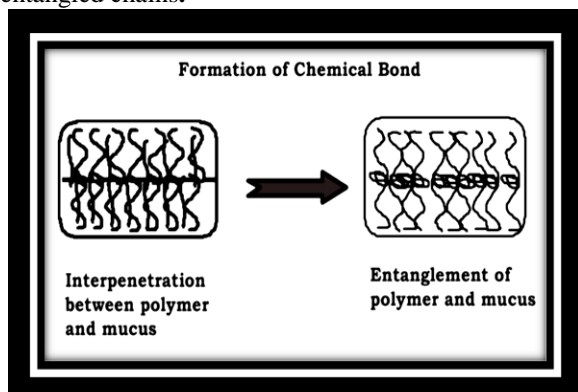 entangled chains.
Formation of Chemical Bond
Interpenetration
between polymer
and mucus
Entanglement of
polymer and mucus